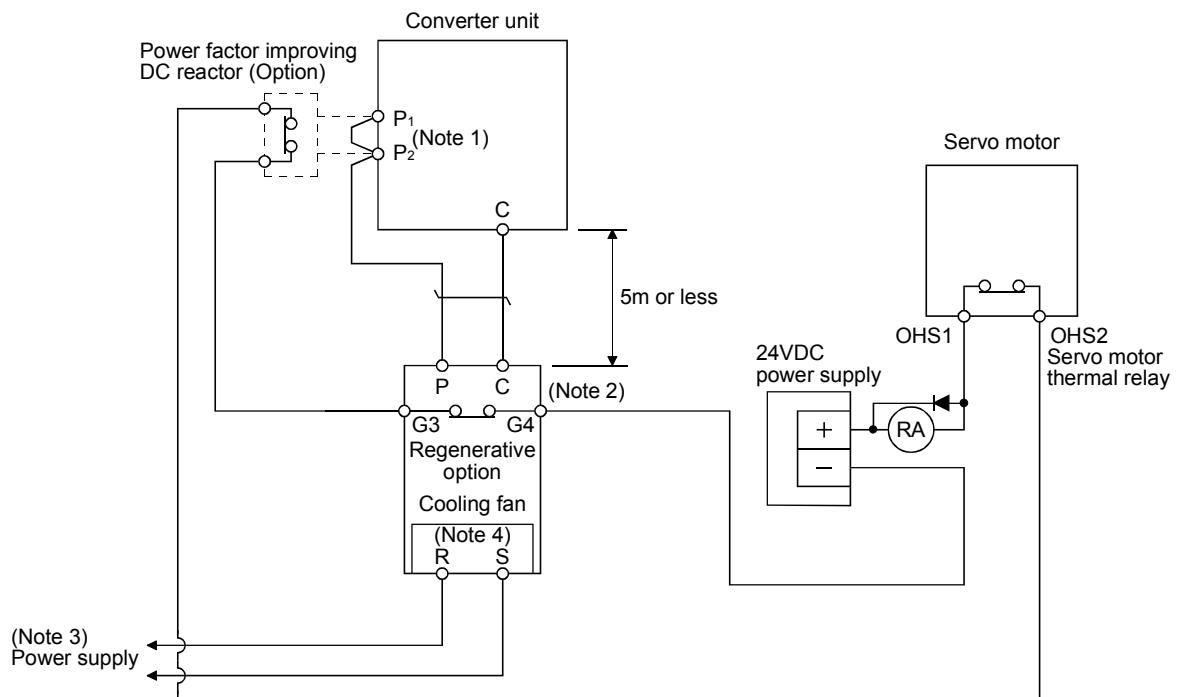 Converter unit
Power factor improving
DC reactor (Option)
P1
(Note 1)
P2
Servo motor
C
5m or less
OHS1
OHS2
Servo motor
thermal relay
24VDC
power supply
P
C
(Note 2)
G3
G4
+
RA
−
Regenerative
option
Cooling fan
(Note 4)
R
S
(Note 3)
Power supply